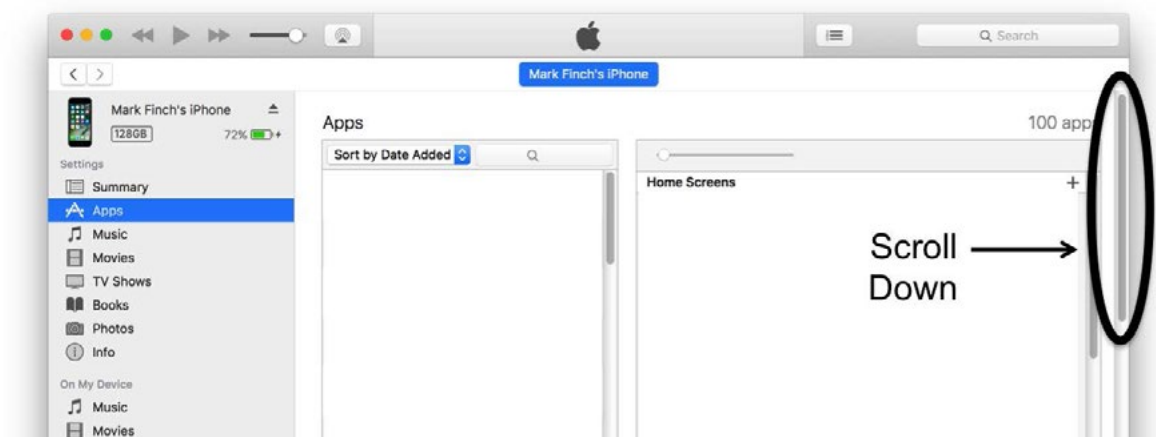 Search
Mark Finch's iPhone
Mark Finch's iPhone
128GB 72%
Settings
Summary
Apps
Music
Movies
TV Shows
Books
Photos
Info
On My Device
Music
Movies
Apps 100 apps
Sort by Date Added
Home Screens +
Scroll
Down